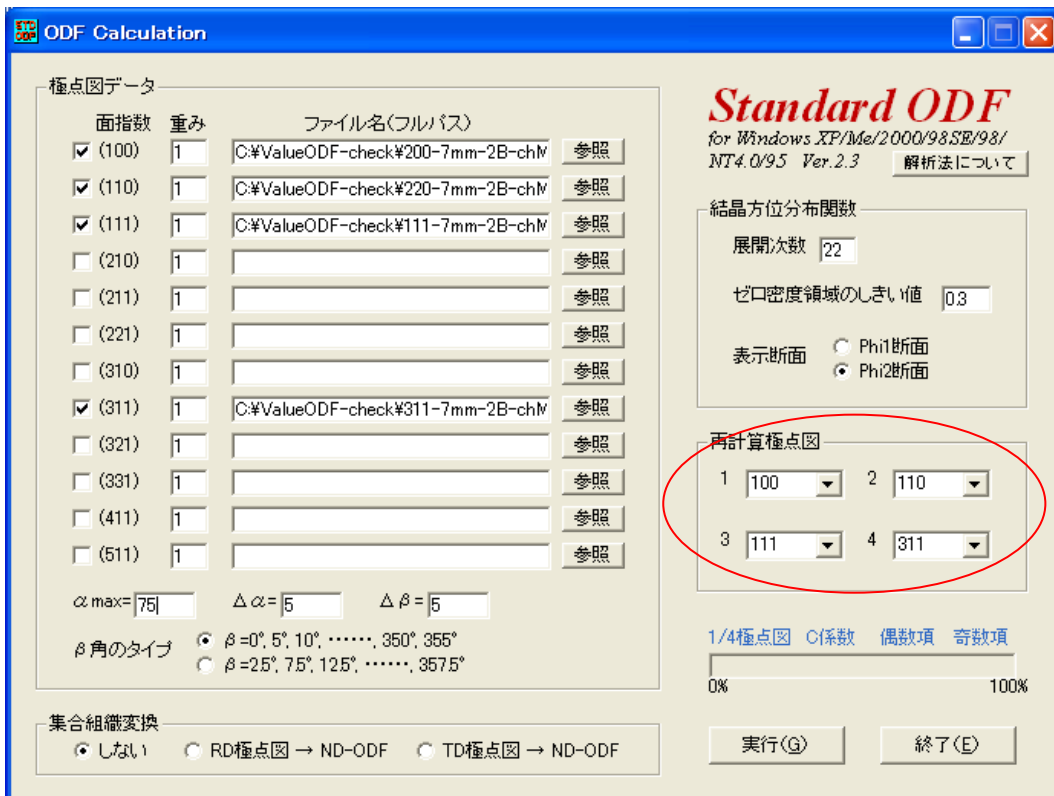 ODF Calculation
極点図データ
面指数 重み ファイル名(フルパス)
(100) 1 C:¥ValueODF-check¥200-7mm-2B-chM 参照
(110) 1 C:¥ValueODF-check¥220-7mm-2B-chM 参照
(111) 1 C:¥ValueODF-check¥111-7mm-2B-chM 参照
(210) 1 参照
(211) 1 参照
(221) 1 参照
(310) 1 参照
(311) 1 C:¥ValueODF-check¥311-7mm-2B-chM 参照
(321) 1 参照
(331) 1 参照
(411) 1 参照
(511) 1 参照
αmax= 75 Δα= 5 Δβ= 5
β角のタイプ β=0°, 5°, 10°, ······, 350°, 355°
β=2.5°, 7.5°, 12.5°, ······, 357.5°
集合組織変換
しない RD極点図 → ND-ODF TD極点図 → ND-ODF
Standard ODF
for Windows XP/Me/2000/98SE/98/
NT4.0/95 Ver.2.3 解析法について
結晶方位分布関数
展開次数 22
ゼロ密度領域のしきい値 0.3
表示断面 Phi1断面
Phi2断面
再計算極点図
1 100 2 110
3 111 4 311
1/4極点図 C係数 偶数項 奇数項
0% 100%
実行(G) 終了(E)